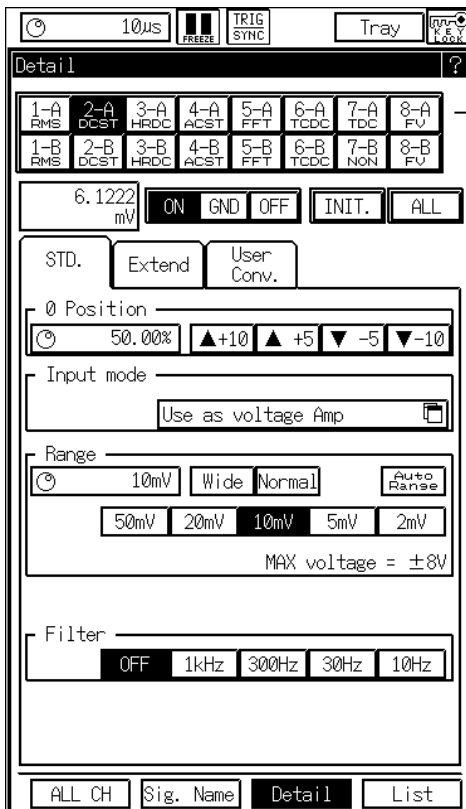 10µs FREEZE TRIG SYNC Tray KEY LOCK
Detail ?
1-A RMS 2-A DCST 3-A HRDC 4-A ACST 5-A FFT 6-A TCDC 7-A TDC 8-A FV
1-B RMS 2-B DCST 3-B HRDC 4-B ACST 5-B FFT 6-B TCDC 7-B NON 8-B FV
6.1222 mV ON GND OFF INIT. ALL
STD. Extend User Conv.
0 Position
50.00% ▲+10 ▲ +5 ▼ -5 ▼-10
Input mode
Use as voltage Amp
Range
10mV Wide Normal Auto Range
50mV 20mV 10mV 5mV 2mV
MAX voltage = ±8V
Filter
OFF 1kHz 300Hz 30Hz 10Hz
ALL CH Sig. Name Detail List